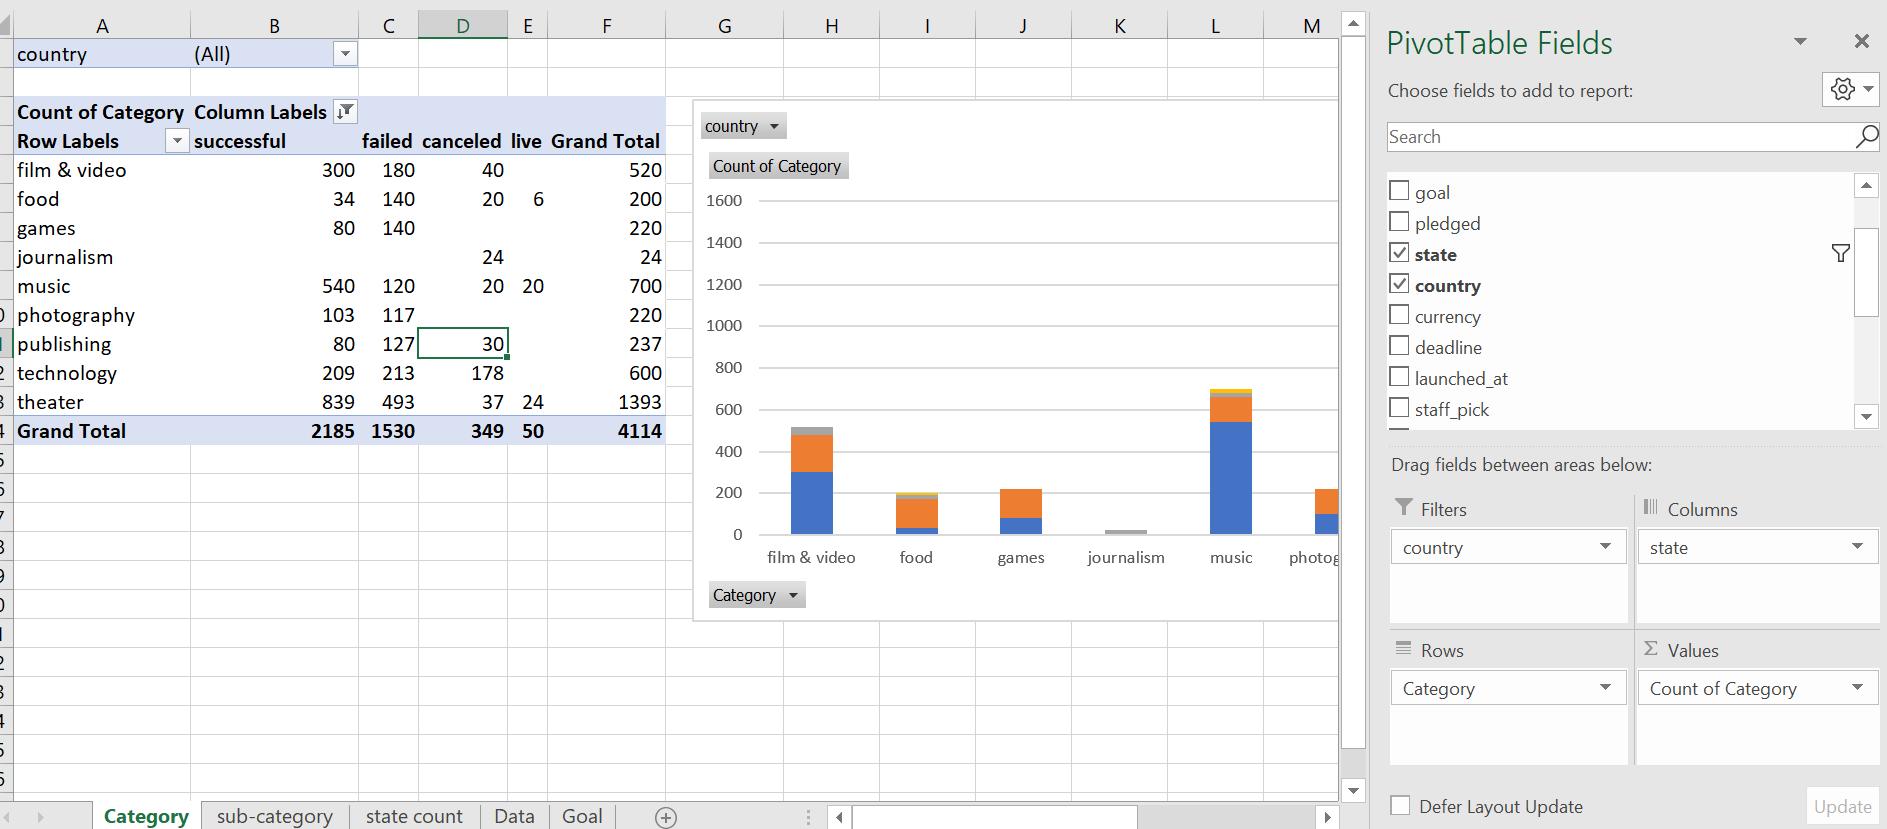 A B C D E F G H I J K L M
country (All)
Count of Category Column Labels
Row Labels successful failed canceled live Grand Total
film & video 300 180 40 520
food 34 140 20 6 200
games 80 140 220
journalism 24 24
music 540 120 20 20 700
photography 103 117 220
publishing 80 127 30 237
technology 209 213 178 600
theater 839 493 37 24 1393
Grand Total 2185 1530 349 50 4114
country
Count of Category
1600
1400
1200
1000
800
600
400
200
0
film & video food games journalism music photog
Category
Category sub-category state count Data Goal
PivotTable Fields
Choose fields to add to report:
Search
goal
pledged
state
country
currency
deadline
launched_at
staff_pick
Drag fields between areas below:
Filters Columns
country state
Rows Σ Values
Category Count of Category
Defer Layout Update Update